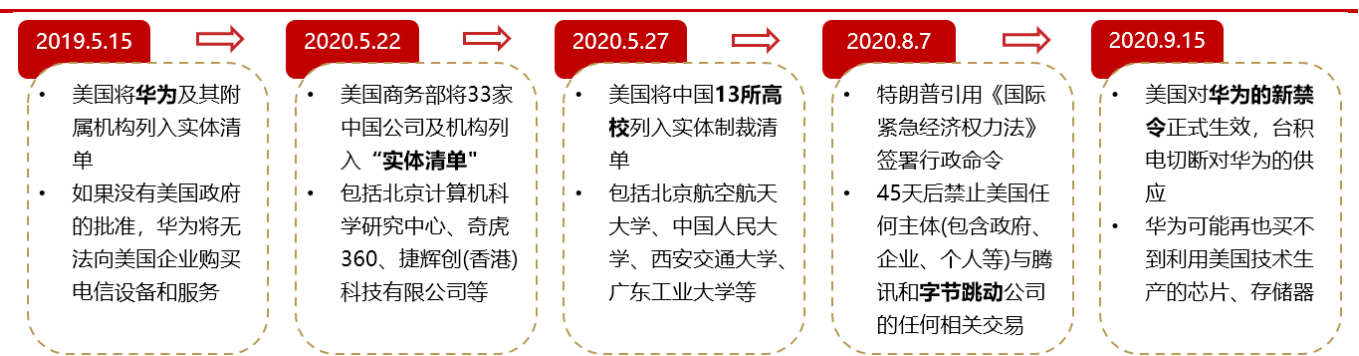 2019.5.15
• 美国将华为及其附
属机构列入实体清
单
• 如果没有美国政府
的批准，华为将无
法向美国企业购买
电信设备和服务
2020.5.22
• 美国商务部将33家
中国公司及机构列
入“实体清单"
• 包括北京计算机科
学研究中心、奇虎
360、捷辉创(香港)
科技有限公司等
2020.5.27
• 美国将中国13所高
校列入实体制裁清
单
• 包括北京航空航天
大学、中国人民大
学、西安交通大学、
广东工业大学等
2020.8.7
• 特朗普引用《国际
紧急经济权力法》
签署行政命令
• 45天后禁止美国任
何主体(包含政府、
企业、个人等)与腾
讯和字节跳动公司
的任何相关交易
2020.9.15
• 美国对华为的新禁
令正式生效，台积
电切断对华为的供
应
• 华为可能再也买不
到利用美国技术生
产的芯片、存储器